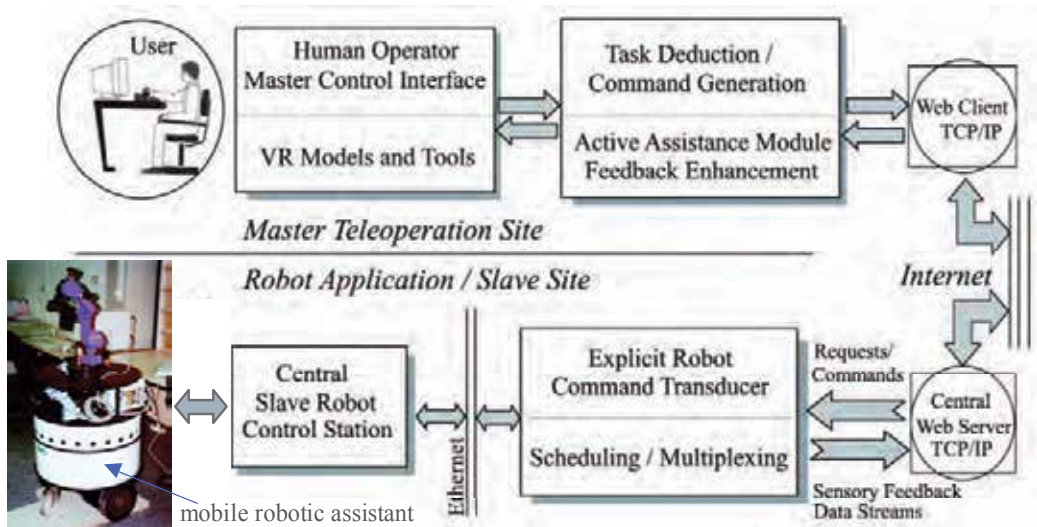 User
Human Operator
Master Control Interface
VR Models and Tools
Task Deduction /
Command Generation
Active Assistance Module
Feedback Enhancement
Web Client
TCP/IP
Master Teleoperation Site
Internet
Robot Application / Slave Site
Central
Slave Robot
Control Station
Ethernet
Explicit Robot
Command Transducer
Scheduling / Multiplexing
Requests/
Commands
Central
Web Server
TCP/IP
Sensory Feedback
Data Streams
mobile robotic assistant